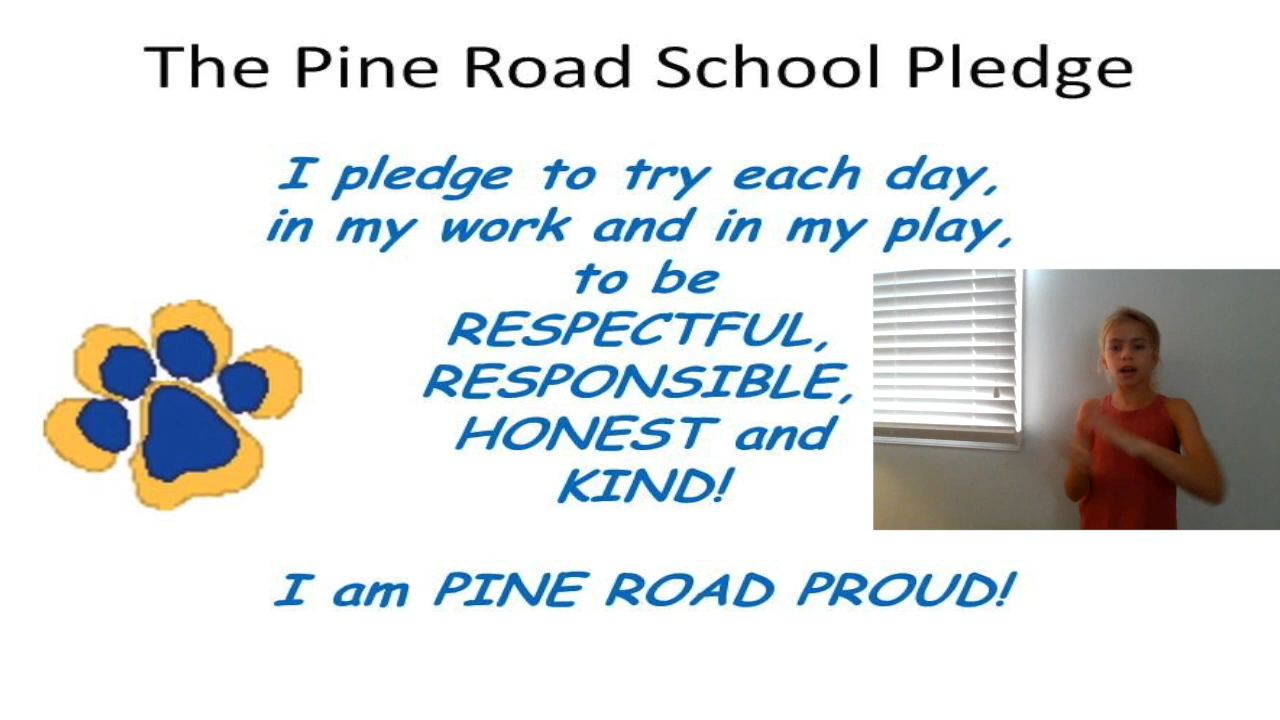 The Pine Road School Pledge
I pledge to try each day,
in my work and in my play,
to be
RESPECTFUL,
RESPONSIBLE,
HONEST and
KIND!
I am PINE ROAD PROUD!